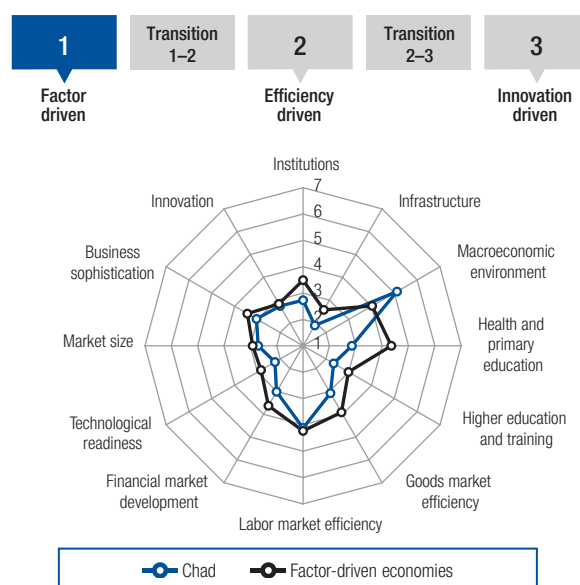 1
Transition
1–2
2
Transition
2–3
3
Factor
driven
Efficiency
driven
Innovation
driven
Institutions
Infrastructure
Macroeconomic
environment
Health and
primary
education
Higher education
and training
Goods market
efficiency
Labor market efficiency
Financial market
development
Technological
readiness
Market size
Business
sophistication
Innovation
7
6
5
4
3
2
1
Chad
Factor-driven economies